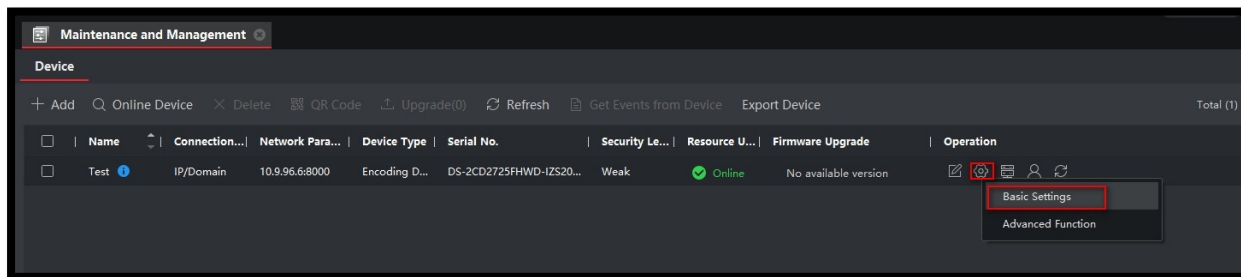 Maintenance and Management
Device
Add Online Device Delete QR Code Upgrade(0) Refresh Get Events from Device Export Device Total (1)
Name | Connection... | Network Para... | Device Type | Serial No. | Security Le... | Resource U... | Firmware Upgrade | Operation
Test IP/Domain 10.9.96.6:8000 Encoding D... DS-2CD2725FHWD-IZS20... Weak Online No available version
Basic Settings
Advanced Function